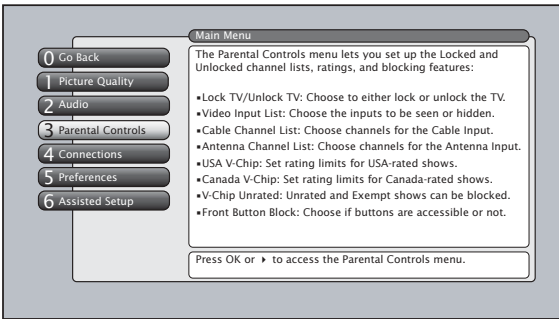 Main Menu
0 Go Back
1 Picture Quality
2 Audio
3 Parental Controls
4 Connections
5 Preferences
6 Assisted Setup
The Parental Controls menu lets you set up the Locked and
Unlocked channel lists, ratings, and blocking features:
▪Lock TV/Unlock TV: Choose to either lock or unlock the TV.
▪Video Input List: Choose the inputs to be seen or hidden.
▪Cable Channel List: Choose channels for the Cable Input.
▪Antenna Channel List: Choose channels for the Antenna Input.
▪USA V-Chip: Set rating limits for USA-rated shows.
▪Canada V-Chip: Set rating limits for Canada-rated shows.
▪V-Chip Unrated: Unrated and Exempt shows can be blocked.
▪Front Button Block: Choose if buttons are accessible or not.
Press OK or ▸ to access the Parental Controls menu.